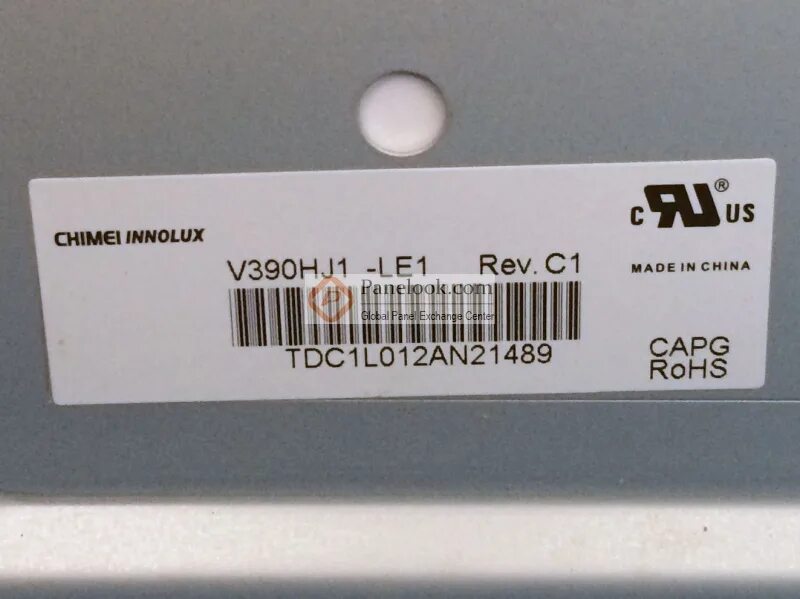 CHIMEI INNOLUX
V390HJ1 -LE1 Rev. C1
Panelook.com
Global Panel Exchange Center
TDC1L012AN21489
c RU ® US
MADE IN CHINA
CAPG
RoHS